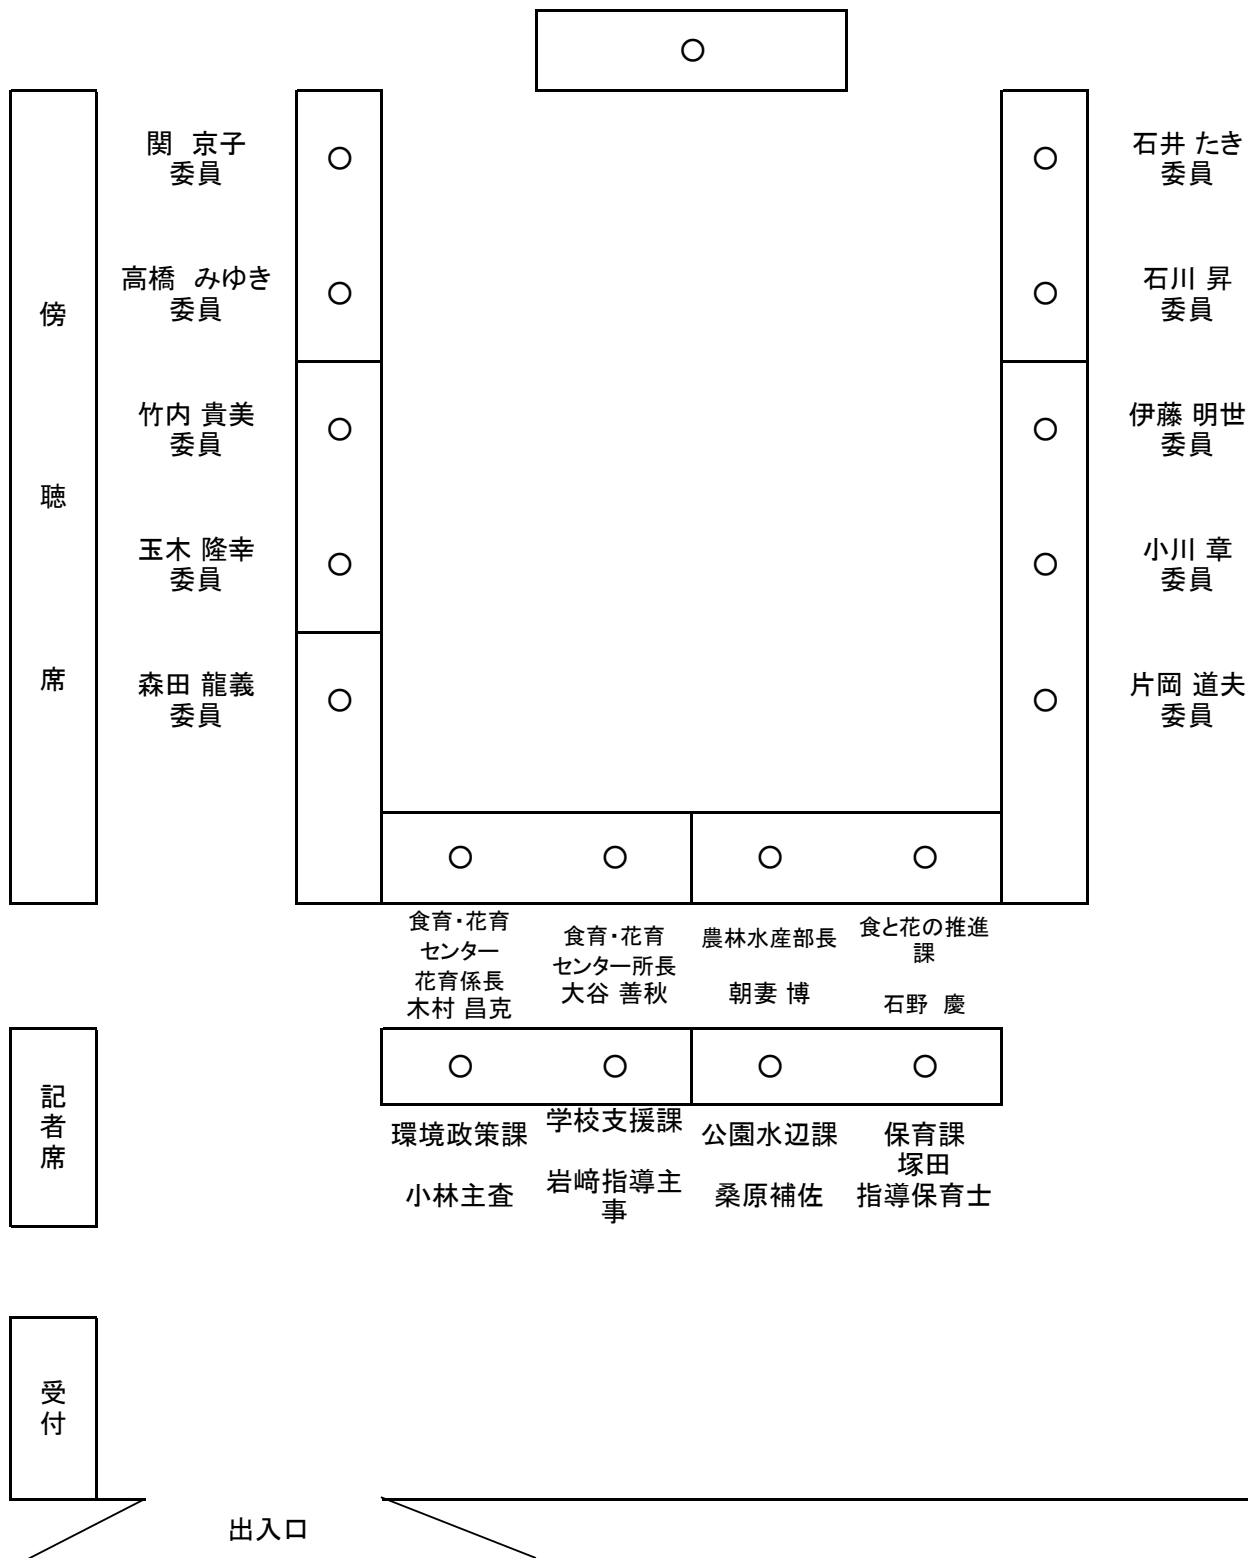 ○
関　京子
委員
○
○
石井 たき
委員
高橋　みゆき
委員
○
○
石川 昇
委員
竹内 貴美
委員
○
○
伊藤 明世
委員
玉木 隆幸
委員
○
○
小川 章
委員
森田 龍義
委員
○
○
片岡 道夫
委員
傍
聴
席
○
○
○
○
食育・花育
センター
花育係長
木村 昌克
食育・花育
センター所長
大谷 善秋
農林水産部長
朝妻 博
食と花の推進
課
石野　慶
○
○
○
○
環境政策課
小林主査
学校支援課
岩﨑指導主
事
公園水辺課
桑原補佐
保育課
塚田
指導保育士
記
者
席
受
付
出入口